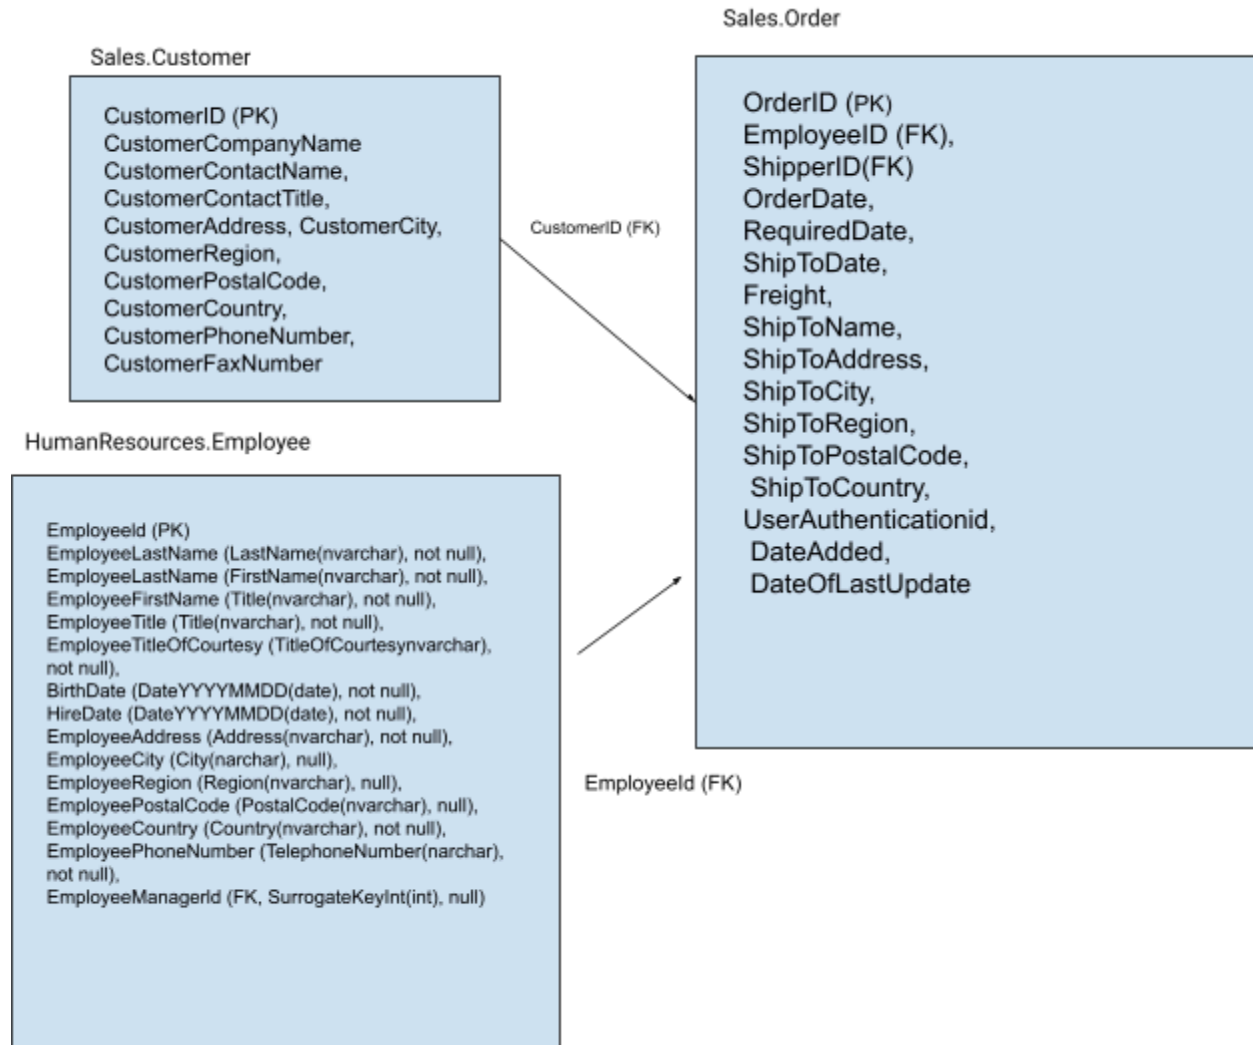 Sales.Customer
CustomerID (PK)
CustomerCompanyName
CustomerContactName,
CustomerContactTitle,
CustomerAddress, CustomerCity,
CustomerRegion,
CustomerPostalCode,
CustomerCountry,
CustomerPhoneNumber,
CustomerFaxNumber
CustomerID (FK)
Sales.Order
OrderID (PK)
EmployeeID (FK),
ShipperID(FK)
OrderDate,
RequiredDate,
ShipToDate,
Freight,
ShipToName,
ShipToAddress,
ShipToCity,
ShipToRegion,
ShipToPostalCode,
ShipToCountry,
UserAuthenticationid,
DateAdded,
DateOfLastUpdate
HumanResources.Employee
EmployeeId (PK)
EmployeeLastName (LastName(nvarchar), not null),
EmployeeLastName (FirstName(nvarchar), not null),
EmployeeFirstName (Title(nvarchar), not null),
EmployeeTitle (Title(nvarchar), not null),
EmployeeTitleOfCourtesy (TitleOfCourtesynvarchar),
not null),
BirthDate (DateYYYYMMDD(date), not null),
HireDate (DateYYYYMMDD(date), not null),
EmployeeAddress (Address(nvarchar), not null),
EmployeeCity (City(narchar), null),
EmployeeRegion (Region(nvarchar), null),
EmployeePostalCode (PostalCode(nvarchar), null),
EmployeeCountry (Country(nvarchar), not null),
EmployeePhoneNumber (TelephoneNumber(narchar),
not null),
EmployeeManagerId (FK, SurrogateKeyInt(int), null)
EmployeeId (FK)